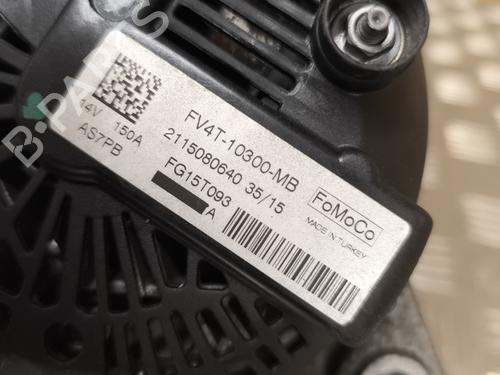 FV4T-10300-MB
2115080640 35/15
FG15T093
A
14V 150A
AS7PB
FoMoCo
MADE IN TURKEY
B-PARTS